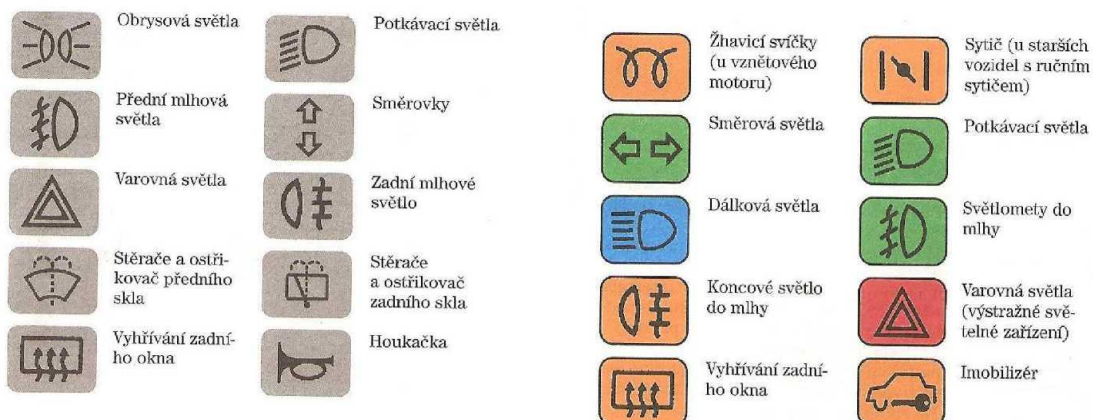 Obrysová světla
Potkávací světla
Přední mlhová
světla
Směrovky
Varovná světla
Zadní mlhové
světlo
Stěrače a ostři-
kovač předního
skla
Stěrače
a ostřikovač
zadního skla
Vyhřívání zadní-
ho okna
Houkačka
Žhavicí svíčky
(u vznětového
motoru)
Sytič (u starších
vozidel s ručním
sytičem)
Směrová světla
Potkávací světla
Dálková světla
Světlomety do
mlhy
Koncové světlo
do mlhy
Varovná světla
(výstražné svě-
telné zařízení)
Vyhřívání zadní-
ho okna
Imobilizér